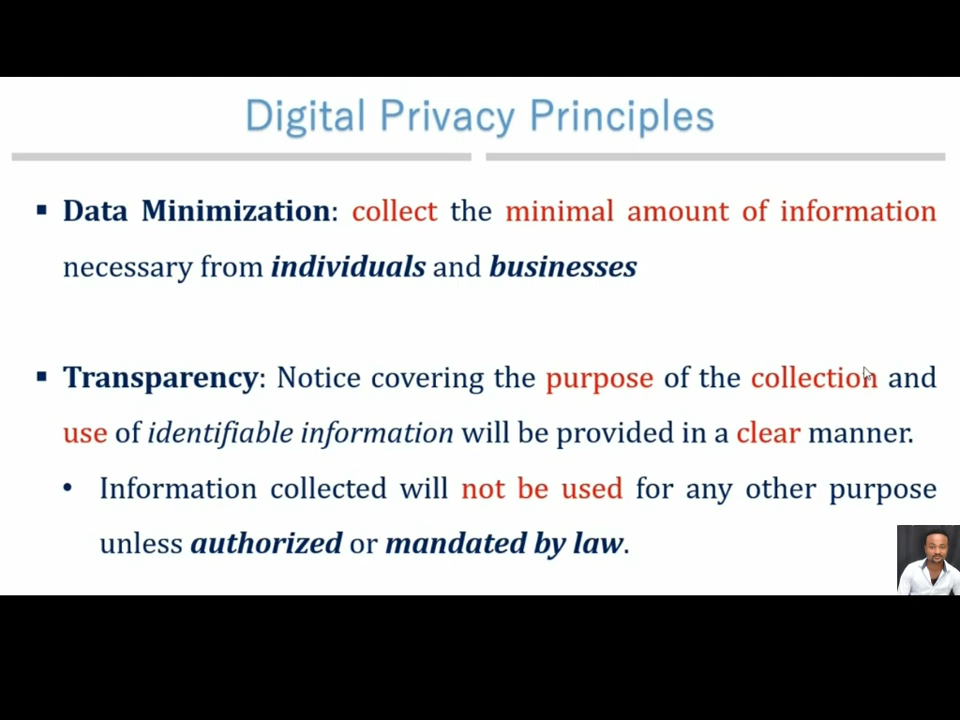 Digital Privacy Principles
▪ Data Minimization: collect the minimal amount of information
necessary from individuals and businesses
▪ Transparency: Notice covering the purpose of the collection and
use of identifiable information will be provided in a clear manner.
• Information collected will not be used for any other purpose
unless authorized or mandated by law.